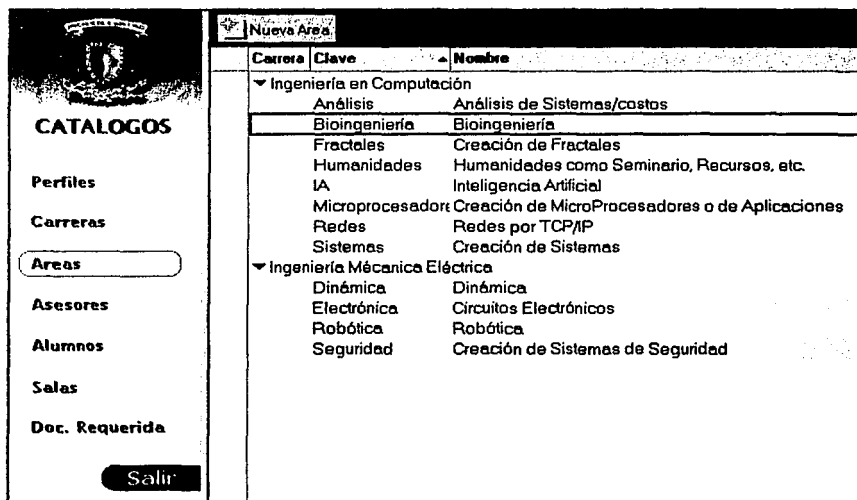 CATALOGOS
Perfiles
Carreras
Areas
Asesores
Alumnos
Salas
Doc. Requerida
Salir
Nueva Area
Carrera Clave Nombre
Ingeniería en Computación
Análisis Análisis de Sistemas/costos
Bioingeniería Bioingeniería
Fractales Creación de Fractales
Humanidades Humanidades como Seminario, Recursos, etc.
IA Inteligencia Artificial
Microprocesadore Creación de MicroProcesadores o de Aplicaciones
Redes Redes por TCP/IP
Sistemas Creación de Sistemas
Ingeniería Mécanica Eléctrica
Dinámica Dinámica
Electrónica Circuitos Electrónicos
Robótica Robótica
Seguridad Creación de Sistemas de Seguridad